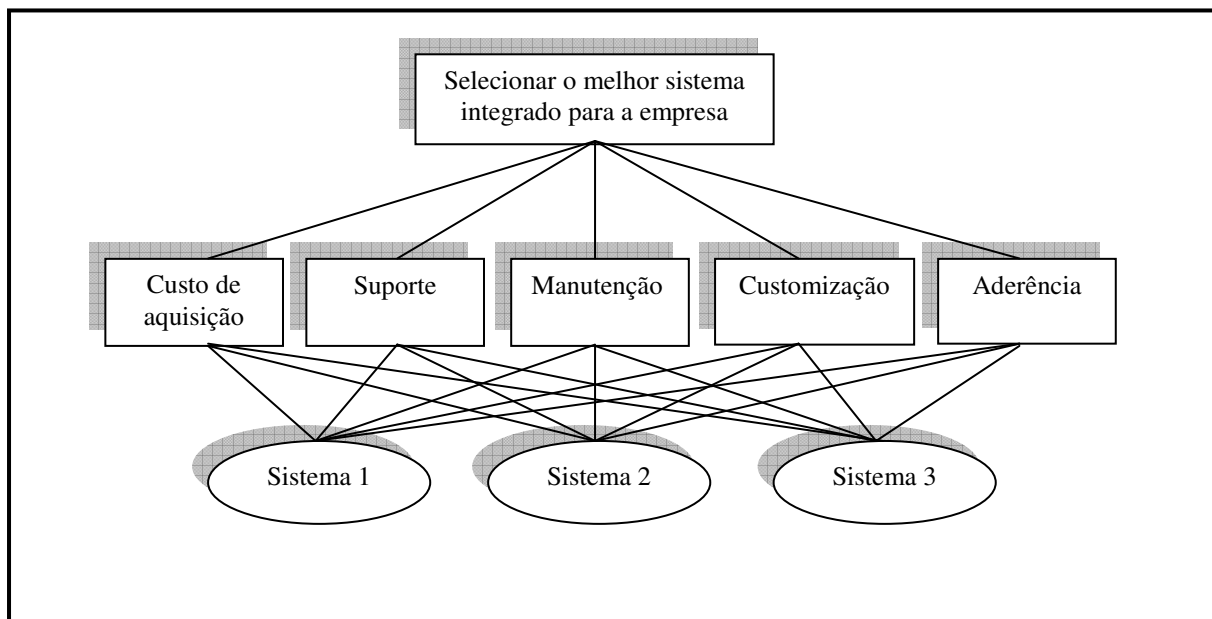 Selecionar o melhor sistema
integrado para a empresa
Custo de
aquisição
Suporte
Manutenção
Customização
Aderência
Sistema 1
Sistema 2
Sistema 3